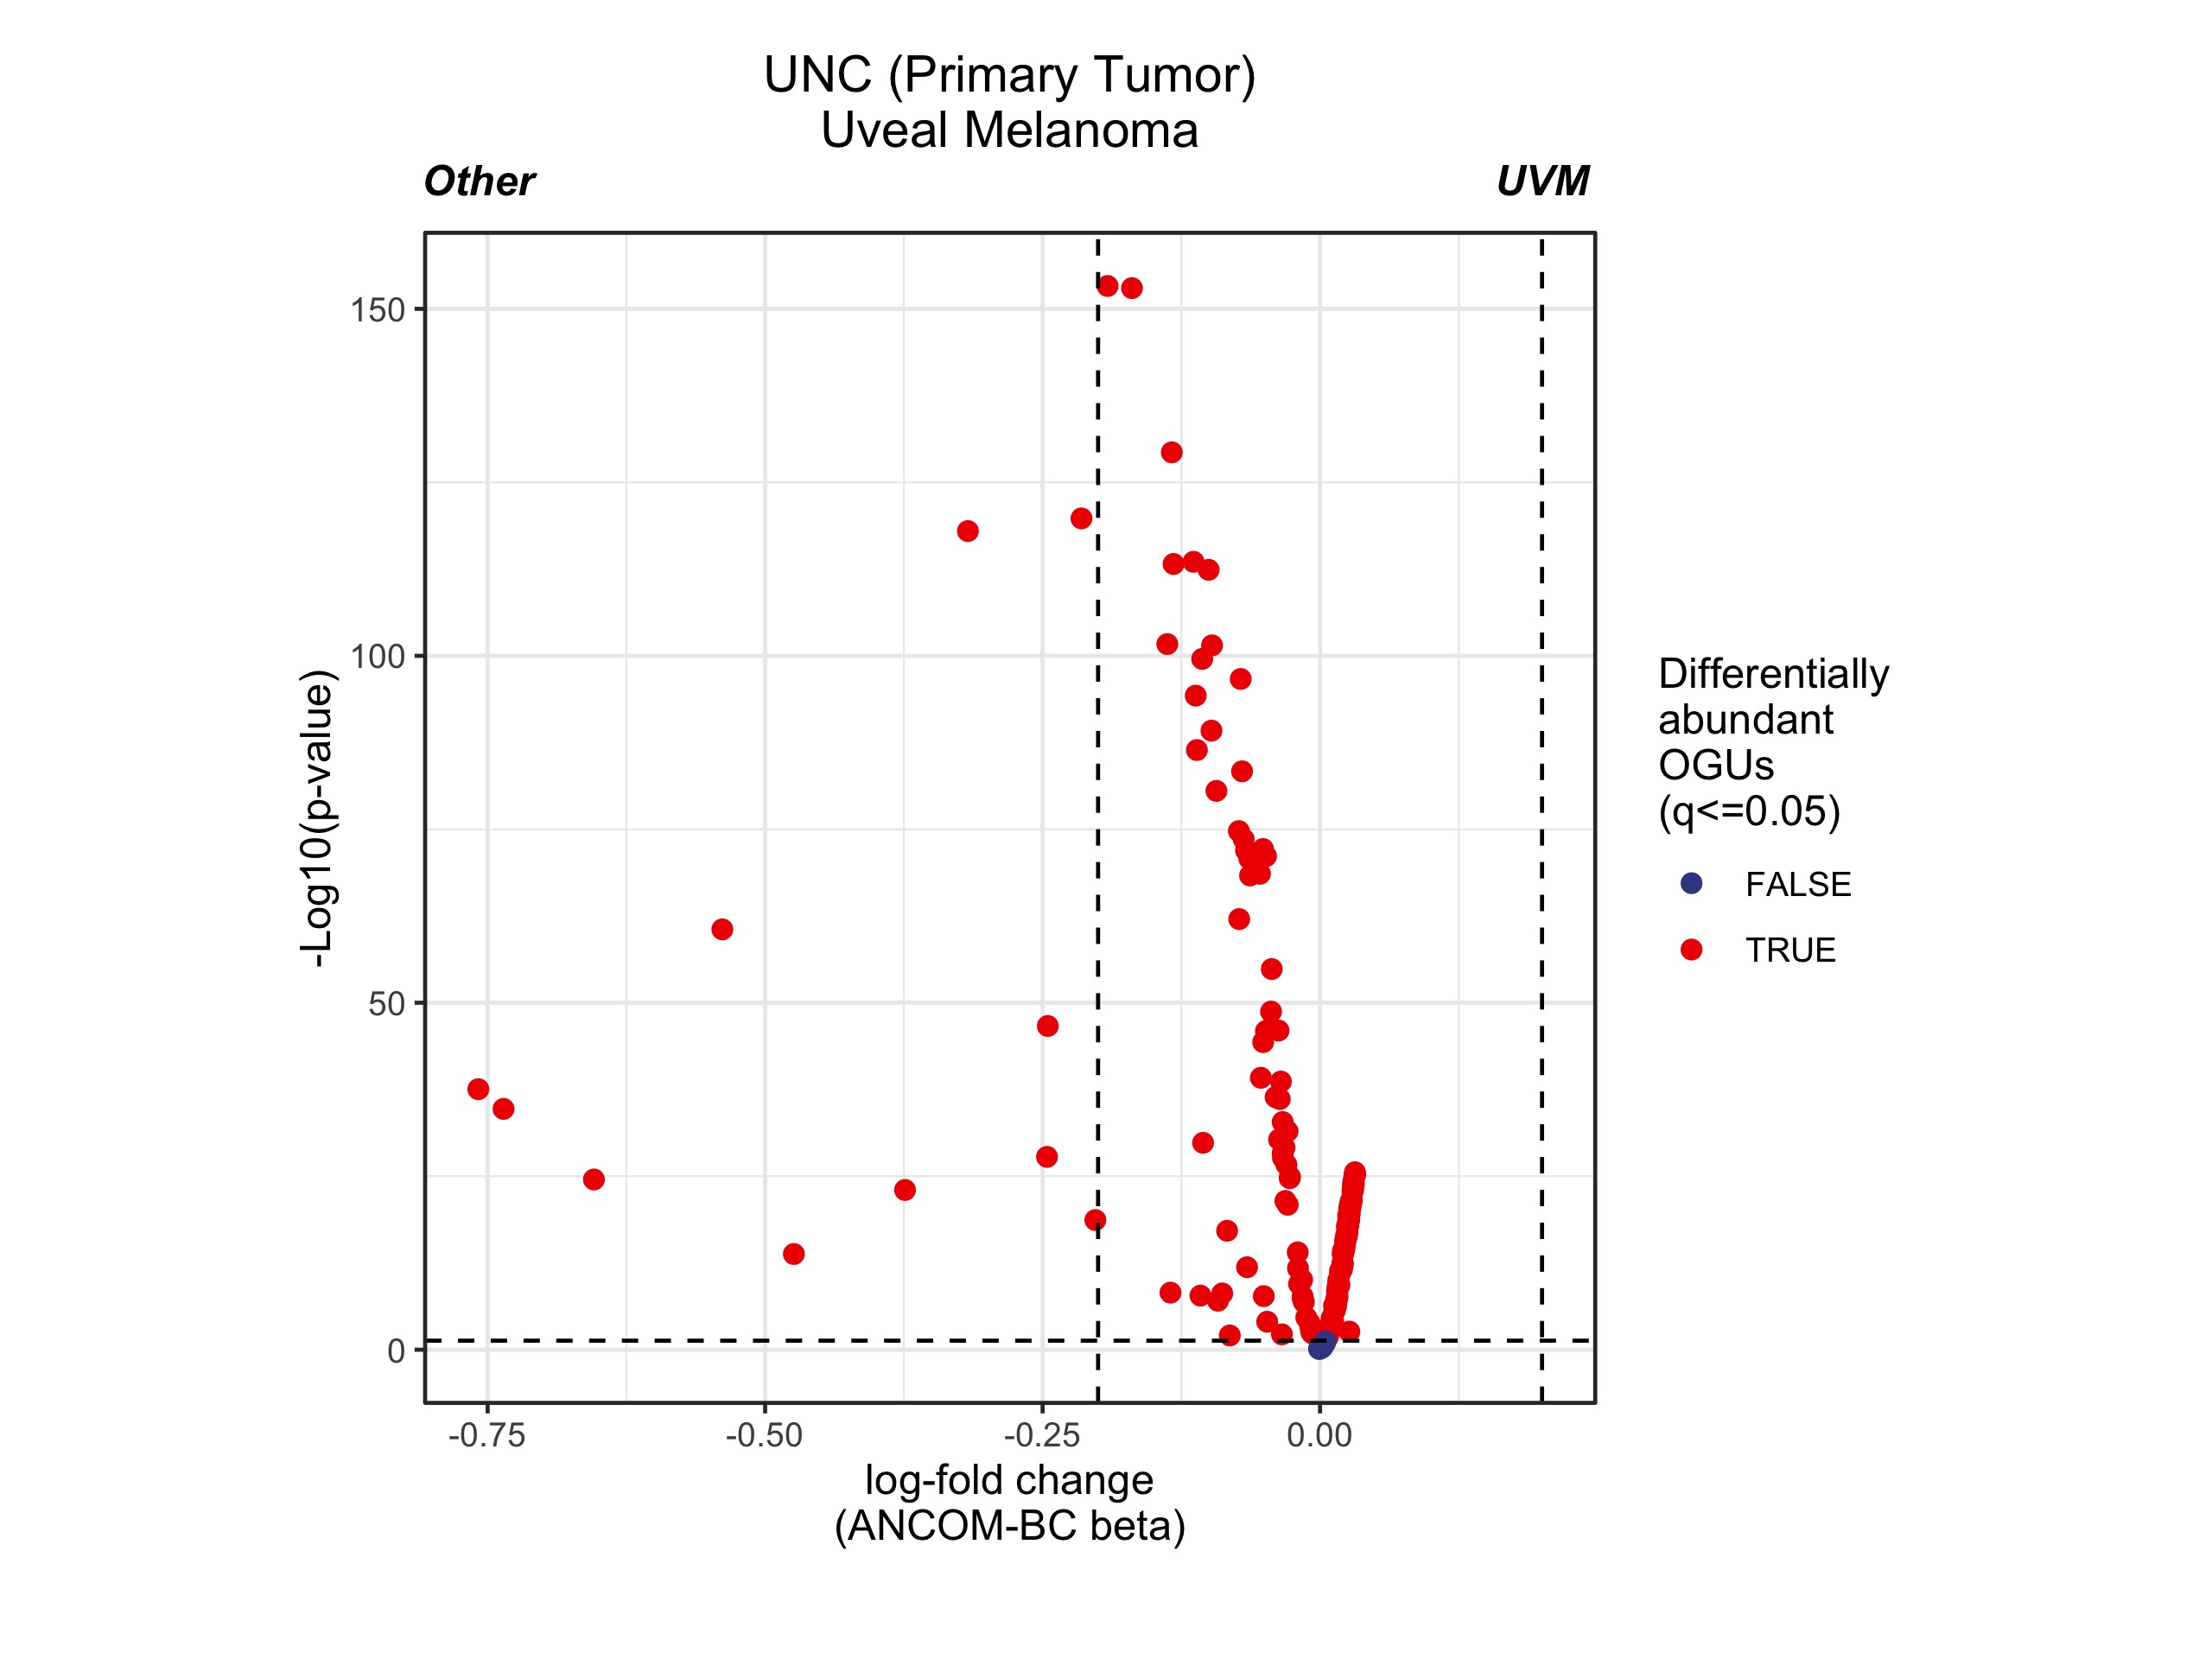 UNC (Primary Tumor)
Uveal Melanoma
Other UVM
150
100
50
0
-Log10(p-value)
-0.75 -0.50 -0.25 0.00
log-fold change
(ANCOM-BC beta)
Differentially
abundant
OGUs
(q<=0.05)
FALSE
TRUE